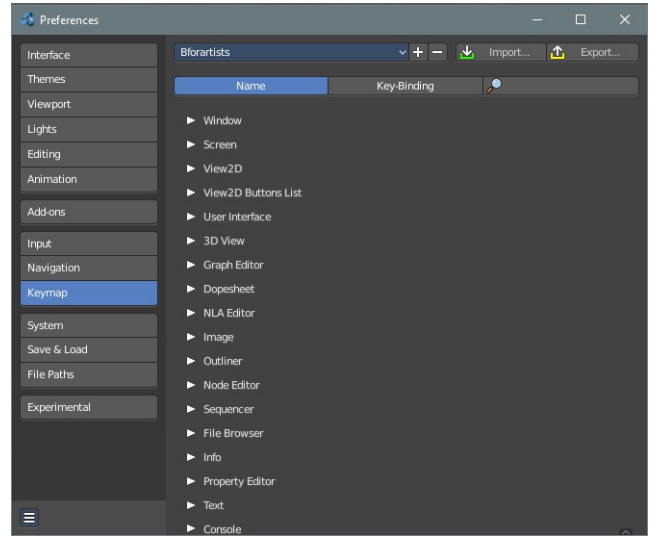 Preferences
Interface
Themes
Viewport
Lights
Editing
Animation
Add-ons
Input
Navigation
Keymap
System
Save & Load
File Paths
Experimental
Bforartists
Import...
Export...
Name
Key-Binding
Window
Screen
View2D
View2D Buttons List
User Interface
3D View
Graph Editor
Dopesheet
NLA Editor
Image
Outliner
Node Editor
Sequencer
File Browser
Info
Property Editor
Text
Console